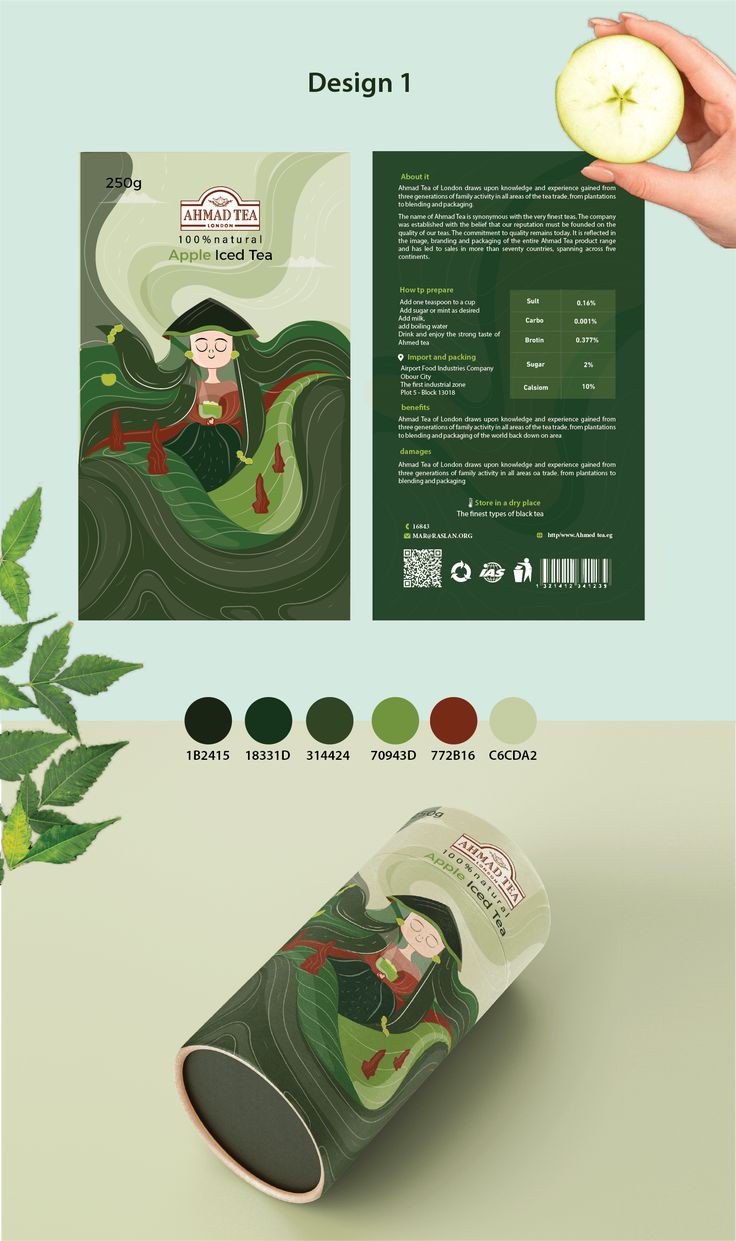 Design 1
250g
AHMAD TEA
LONDON
100% natural
Apple Iced Tea
About it
Ahmad Tea of London draws upon knowledge and experience gained from
three generations of family activity in all areas of the tea trade, from plantations
to blending and packaging.
The name of Ahmad Tea is synonymous with the very finest teas. The company
was established with the belief that our reputation must be founded on the
quality of our teas. The commitment to quality remains today. It is reflected in
the image, branding and packaging of the entire Ahmad Tea product range
and has led to sales in more than seventy countries, spanning across five
continents.
How tp prepare
Add one teaspoon to a cup
Add sugar or mint as desired
Add milk,
add boiling water
Drink and enjoy the strong taste of
Ahmed tea
Sult 0.16%
Carbo 0.001%
Brotin 0.377%
Sugar 2%
Calsiom 10%
Import and packing
Airport Food Industries Company
Obour City
The first industrial zone
Plot 5 - Block 13018
benefits
Ahmad Tea of London draws upon knowledge and experience gained from
three generations of family activity in all areas of the tea trade, from plantations
to blending and packaging of the world back down on area
damages
Ahmad Tea of London draws upon knowledge and experience gained from
three generations of family activity in all areas oa trade, from plantations to
blending and packaging
Store in a dry place
The finest types of black tea
16843
MAR@RASLAN.ORG
http/www.Ahmed tea.eg
IAS
1 321412 341239
1B2415
18331D
314424
70943D
772B16
C6CDA2
250g
AHMAD TEA
LONDON
100% natural
Apple Iced Tea